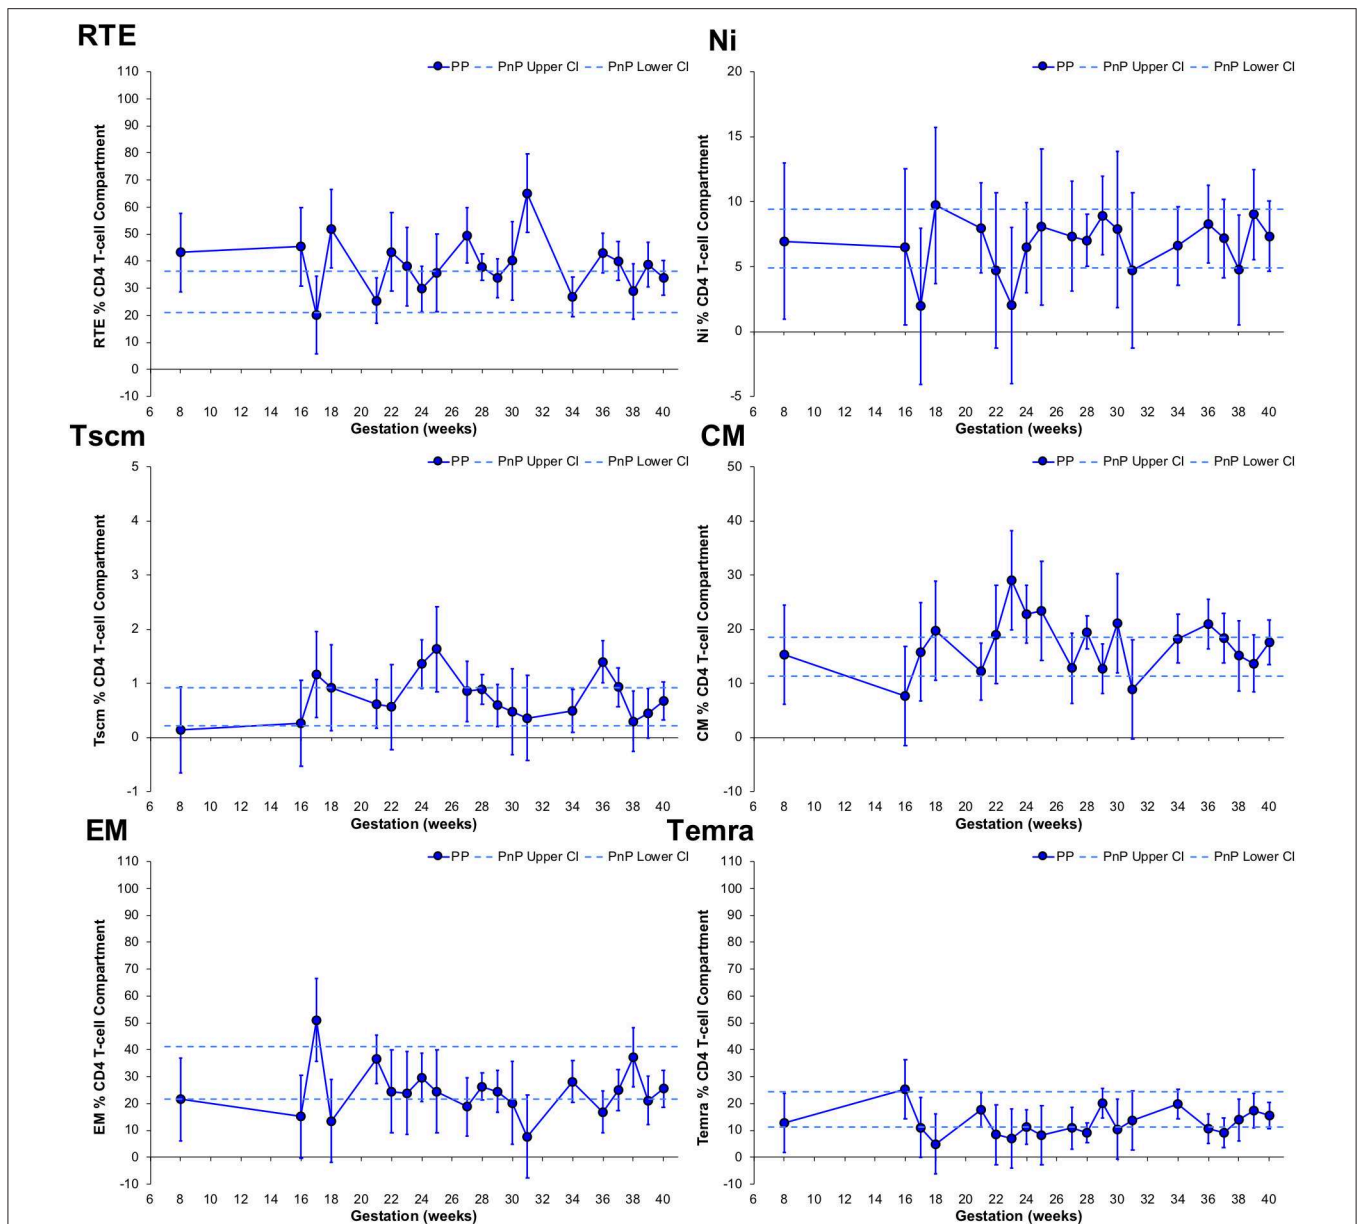 RTE
PP PnP Upper CI PnP Lower CI
RTE % CD4 T-cell Compartment
110
100
90
80
70
60
50
40
30
20
10
0
-10
6 8 10 12 14 16 18 20 22 24 26 28 30 32 34 36 38 40
Gestation (weeks)
Ni
PP PnP Upper CI PnP Lower CI
Ni % CD4 T-cell Compartment
20
15
10
5
0
-5
6 8 10 12 14 16 18 20 22 24 26 28 30 32 34 36 38 40
Gestation (weeks)
Tscm
PP PnP Upper CI PnP Lower CI
Tscm % CD4 T-cell Compartment
5
4
3
2
1
0
-1
6 8 10 12 14 16 18 20 22 24 26 28 30 32 34 36 38 40
Gestation (weeks)
CM
PP PnP Upper CI PnP Lower CI
CM % CD4 T-cell Compartment
50
40
30
20
10
0
-10
6 8 10 12 14 16 18 20 22 24 26 28 30 32 34 36 38 40
Gestation (weeks)
EM
PP PnP Upper CI PnP Lower CI
EM % CD4 T-cell Compartment
110
100
90
80
70
60
50
40
30
20
10
0
-10
6 8 10 12 14 16 18 20 22 24 26 28 30 32 34 36 38 40
Gestation (weeks)
Temra
PP PnP Upper CI PnP Lower CI
Temra % CD4 T-cell Compartment
110
100
90
80
70
60
50
40
30
20
10
0
-10
6 8 10 12 14 16 18 20 22 24 26 28 30 32 34 36 38 40
Gestation (weeks)